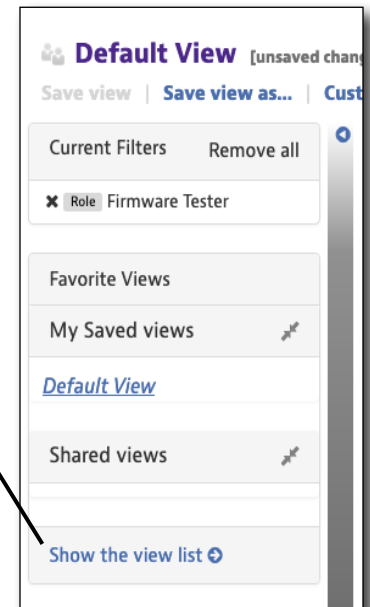 Default View [unsaved chan
Save view | Save view as... | Cust
Current Filters Remove all
✖ Role Firmware Tester
Favorite Views
My Saved views
Default View
Shared views
Show the view list